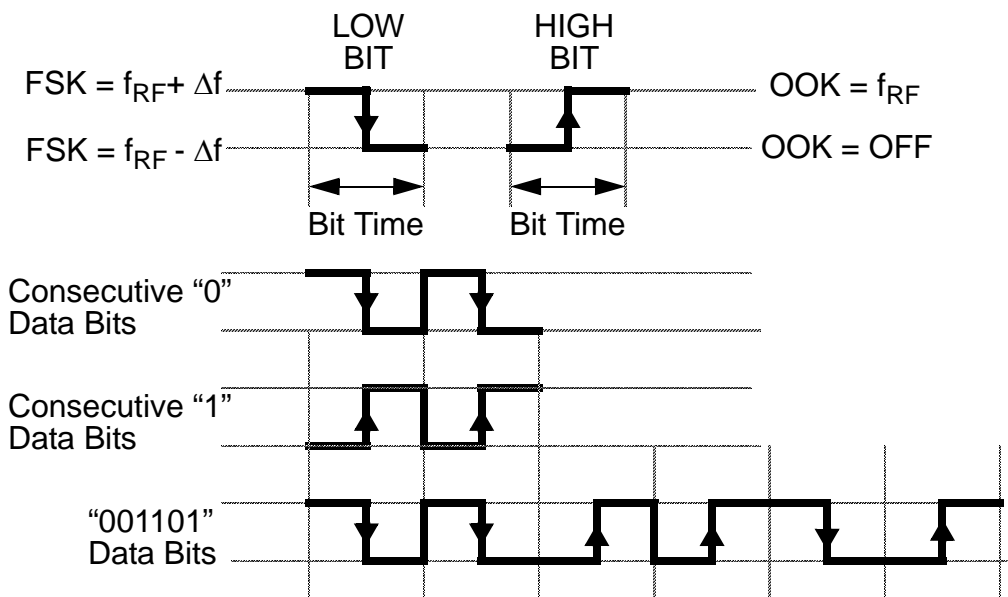 LOW
BIT
HIGH
BIT
FSK = fRF+ Δf
OOK = fRF
FSK = fRF - Δf
OOK = OFF
Bit Time
Bit Time
Consecutive “0”
Data Bits
Consecutive “1”
Data Bits
“001101”
Data Bits